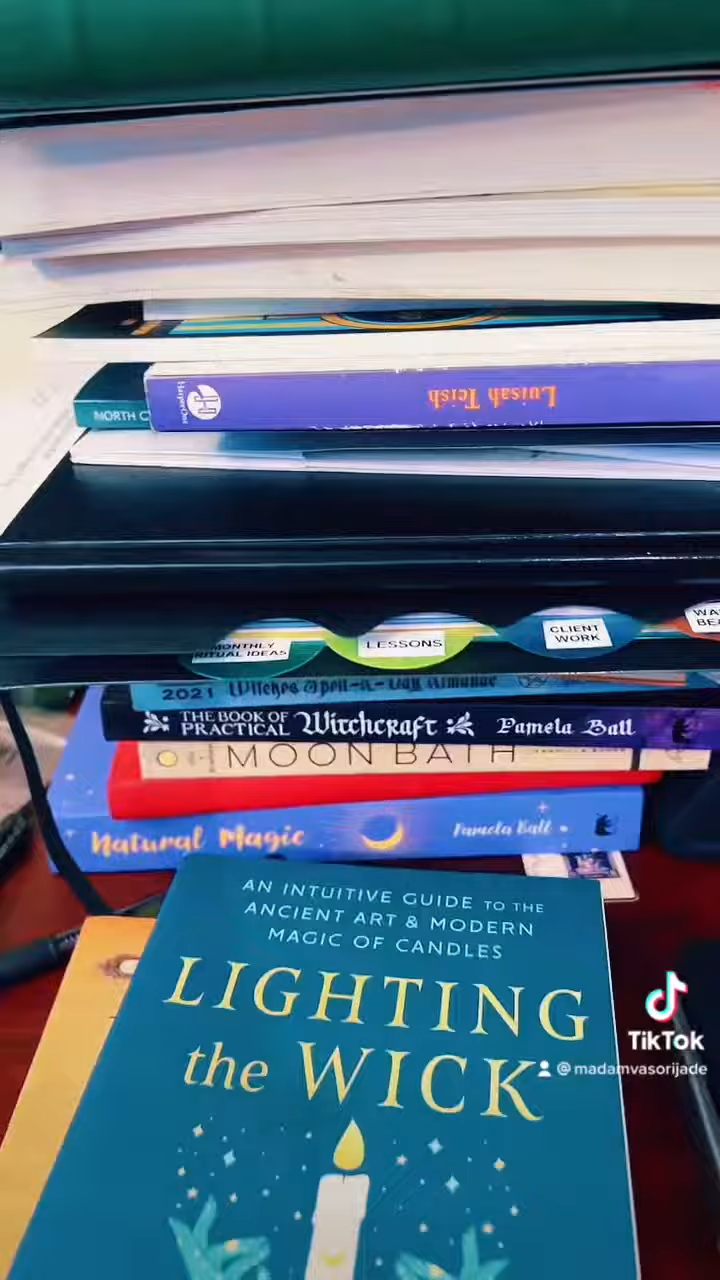 Luisah Teish
HarperOne
NORTH
MONTHLY
RITUAL IDEAS
LESSONS
CLIENT
WORK
2021 Witches Spell-A-Day Almanac
THE BOOK OF
PRACTICAL Witchcraft Pamela Ball
MOON BATH
Natural Magic Pamela Ball
AN INTUITIVE GUIDE TO THE
ANCIENT ART & MODERN
MAGIC OF CANDLES
LIGHTING
the WICK
TikTok
@madamvasorijade